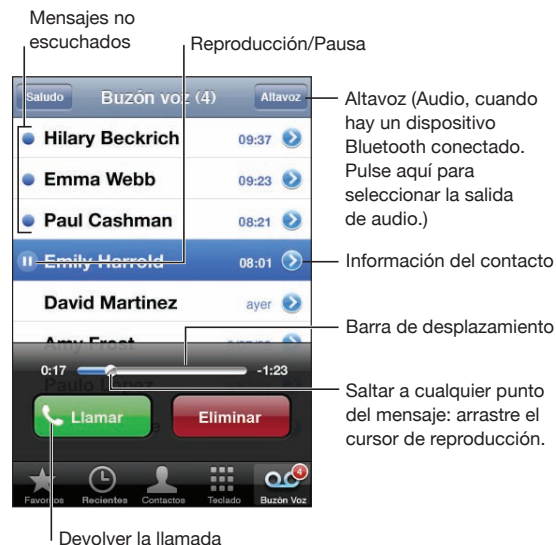 Mensajes no
escuchados
Reproducción/Pausa
Saludo
Buzón voz (4)
Altavoz
Hilary Beckrich
09:37
Emma Webb
09:23
Paul Cashman
08:21
Emily Harrold
08:01
David Martinez
ayer
Amy Frost
0:17
-1:23
Paulo Lopez
Llamar
Eliminar
Favoritos
Recientes
Contactos
Teclado
4
Buzón Voz
Altavoz (Audio, cuando
hay un dispositivo
Bluetooth conectado.
Pulse aquí para
seleccionar la salida
de audio.)
Información del contacto
Barra de desplazamiento
Saltar a cualquier punto
del mensaje: arrastre el
cursor de reproducción.
Devolver la llamada